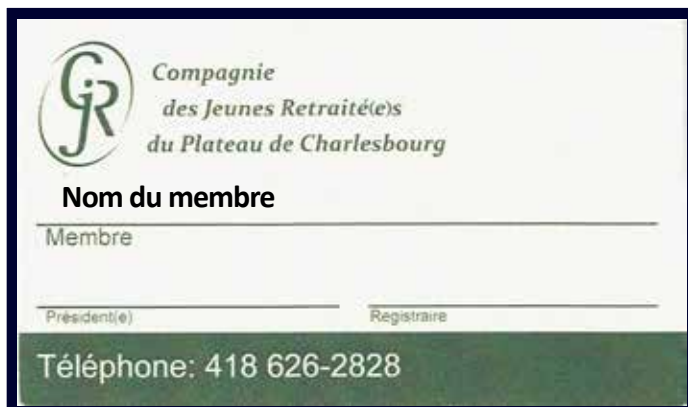 CJR
Compagnie
des Jeunes Retraité(e)s
du Plateau de Charlesbourg
Nom du membre
Membre
Président(e)
Registraire
Téléphone: 418 626-2828